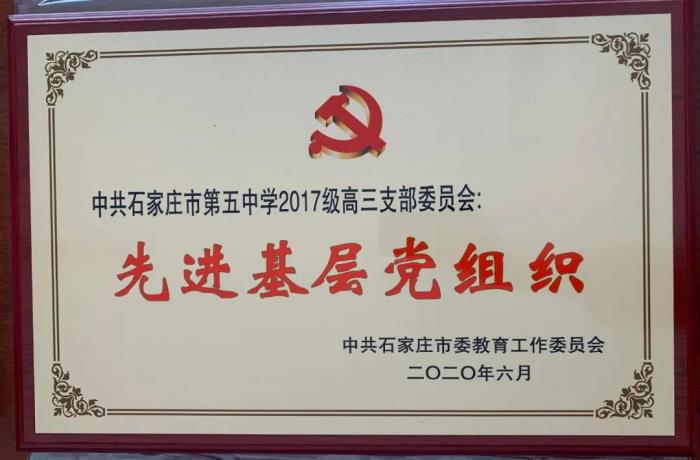 中共石家庄市第五中学2017级高三支部委员会:
先进基层党组织
中共石家庄市委教育工作委员会
二〇二〇年六月